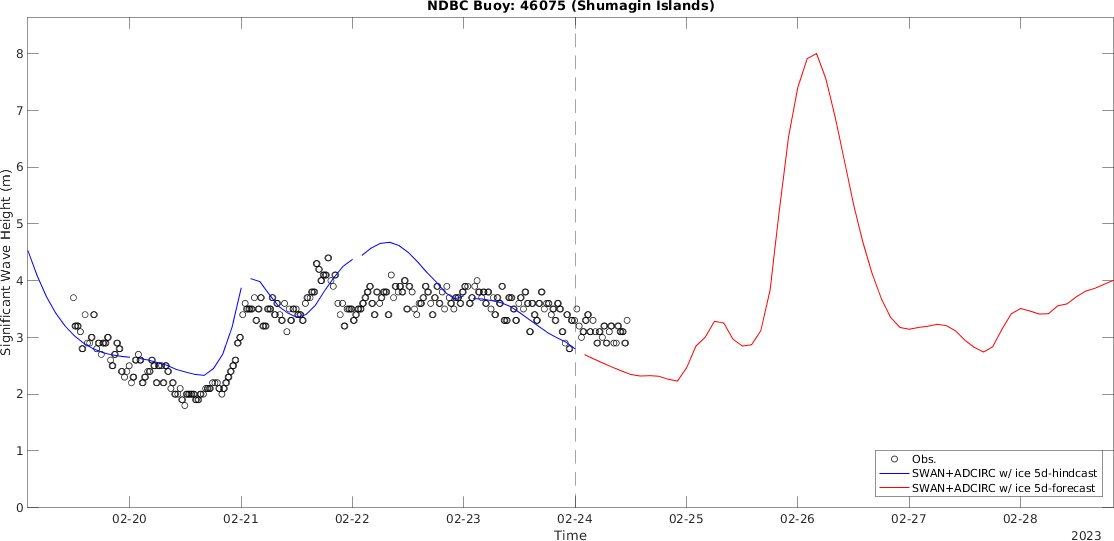 NDBC Buoy: 46075 (Shumagin Islands)
Significant Wave Height (m)
8
7
6
5
4
3
2
1
0
Obs.
SWAN+ADCIRC w/ ice 5d-hindcast
SWAN+ADCIRC w/ ice 5d-forecast
02-20 02-21 02-22 02-23 02-24 02-25 02-26 02-27 02-28
Time
2023